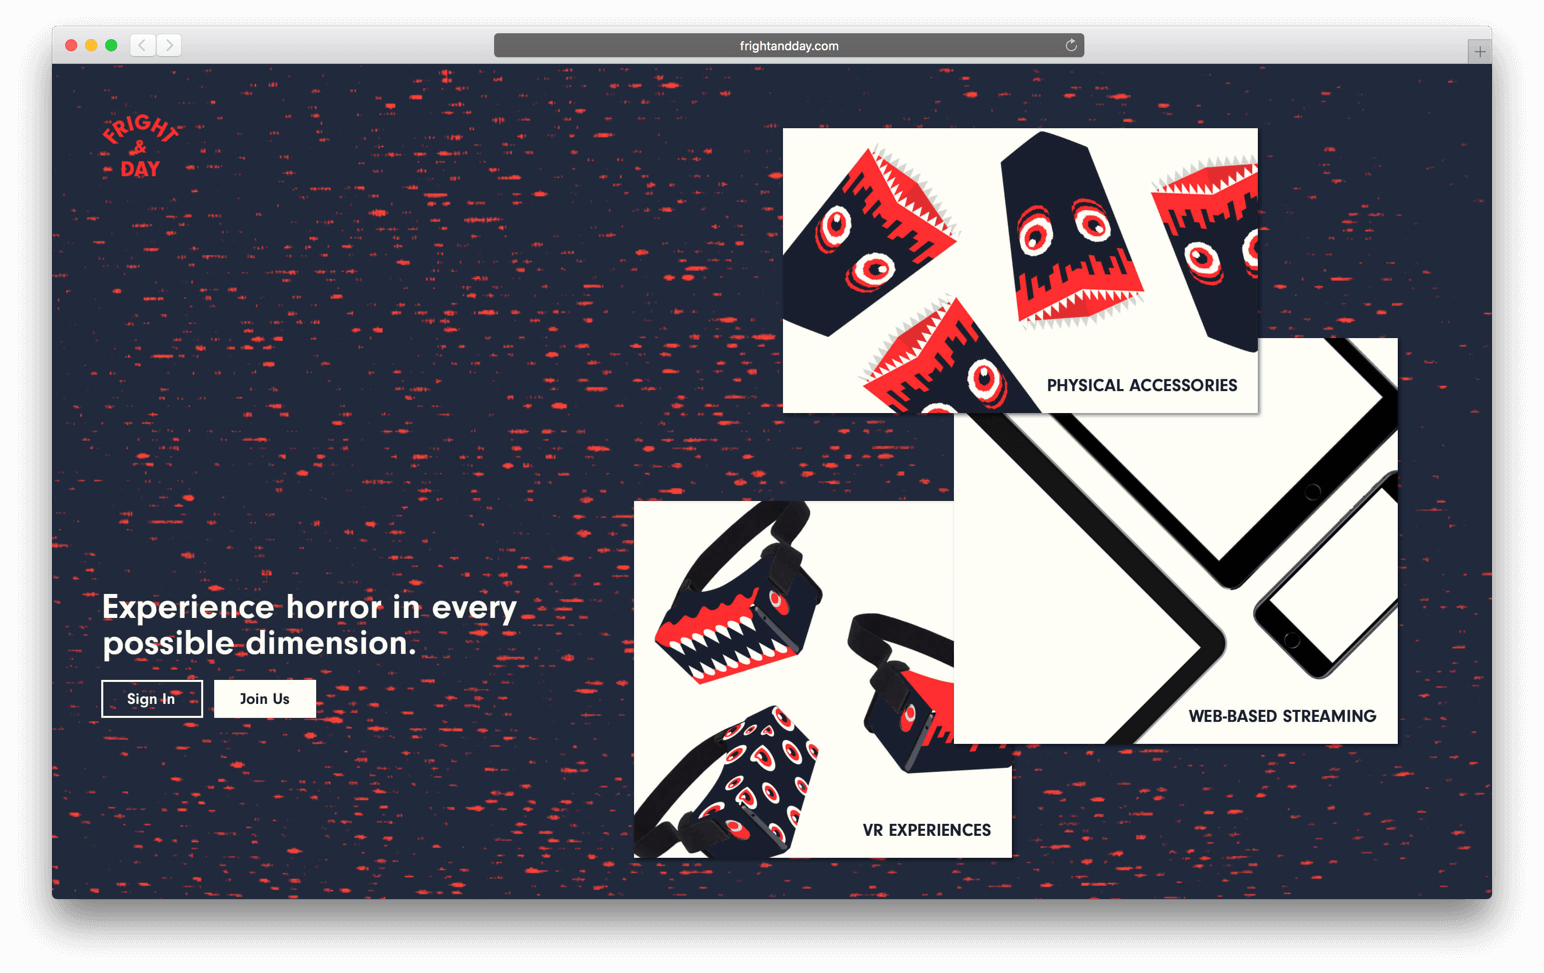 frightandday.com
FRIGHT
&
DAY
PHYSICAL ACCESSORIES
Experience horror in every
possible dimension.
Sign In
Join Us
WEB-BASED STREAMING
VR EXPERIENCES